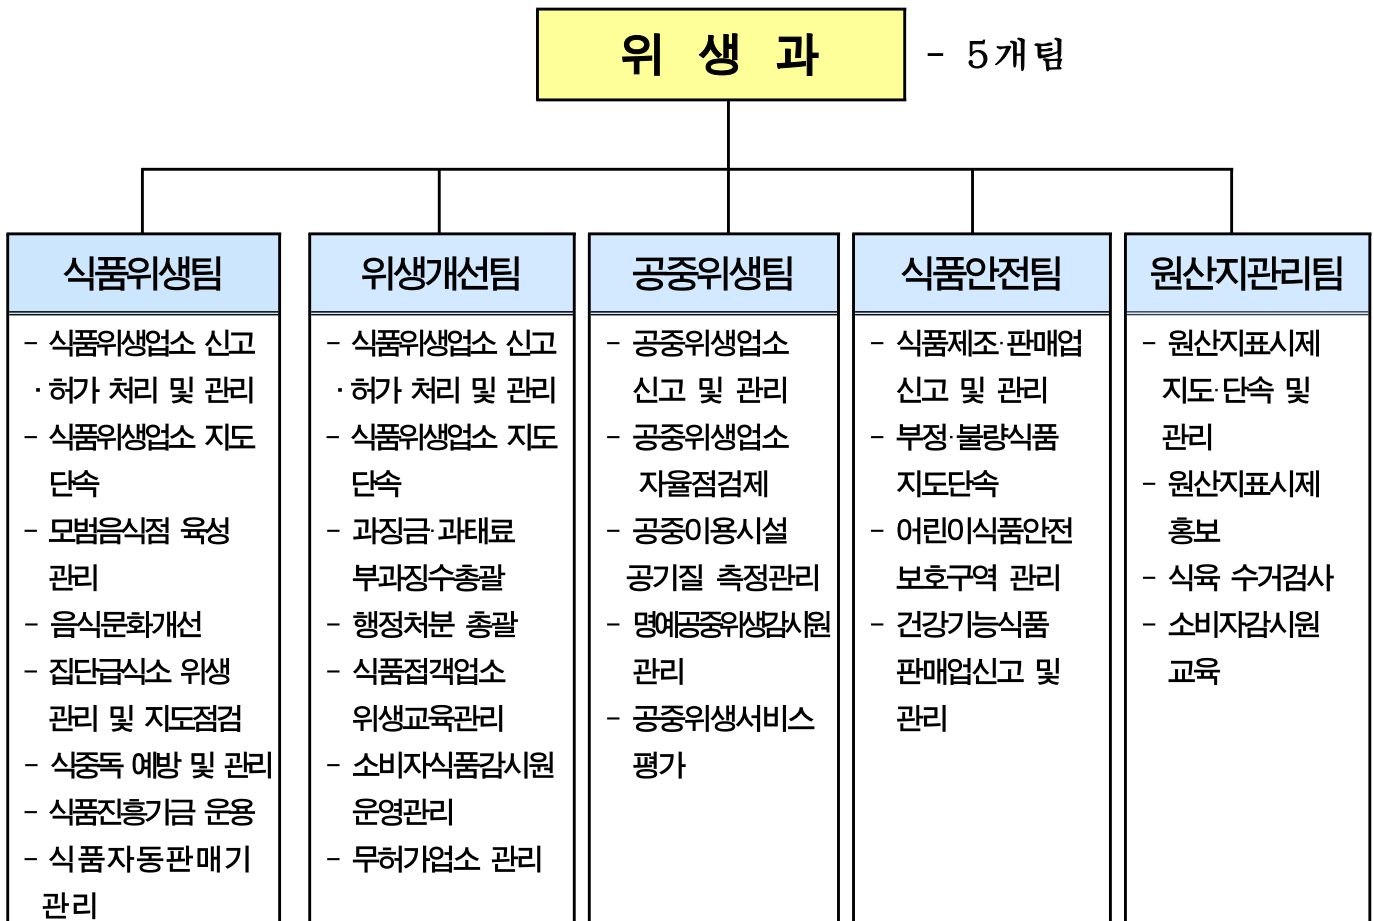 위 생 과 - 5개팀
식품위생팀
- 식품위생업소 신고
·허가 처리 및 관리
- 식품위생업소 지도
단속
- 모범음식점 육성
관리
- 음식문화개선
- 집단급식소 위생
관리 및 지도점검
- 식중독 예방 및 관리
- 식품진흥기금 운용
- 식품자동판매기
관리
위생개선팀
- 식품위생업소 신고
·허가 처리 및 관리
- 식품위생업소 지도
단속
- 과징금·과태료
부과징수총괄
- 행정처분 총괄
- 식품접객업소
위생교육관리
- 소비자식품감시원
운영관리
- 무허가업소 관리
공중위생팀
- 공중위생업소
신고 및 관리
- 공중위생업소
자율점검제
- 공중이용시설
공기질 측정관리
- 명예공중위생감시원
관리
- 공중위생서비스
평가
식품안전팀
- 식품제조·판매업
신고 및 관리
- 부정·불량식품
지도단속
- 어린이식품안전
보호구역 관리
- 건강기능식품
판매업신고 및
관리
원산지관리팀
- 원산지표시제
지도·단속 및
관리
- 원산지표시제
홍보
- 식육 수거검사
- 소비자감시원
교육